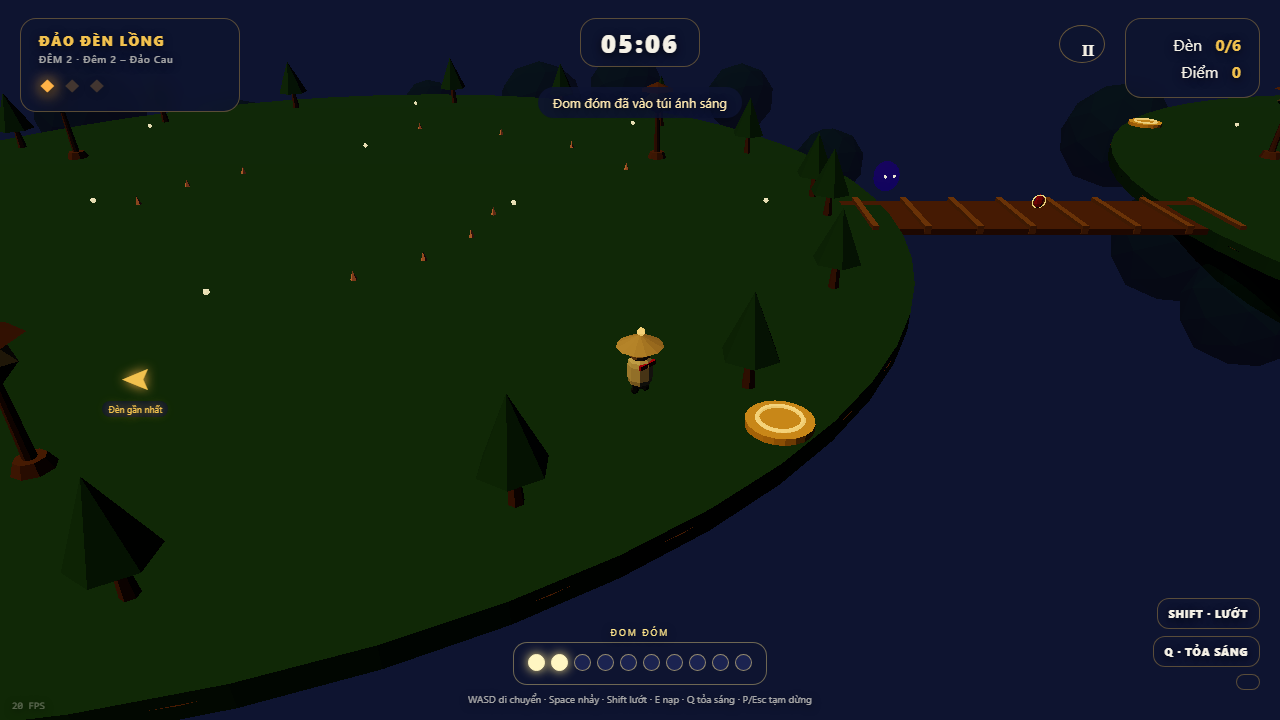 ĐẢO ĐÈN LỒNG
ĐÊM 2 · Đêm 2 – Đảo Cau
05:06
II
Đèn 0/6
Điểm 0
Đom đóm đã vào túi ánh sáng
Đèn gần nhất
SHIFT · LƯỚT
Q · TỎA SÁNG
ĐOM ĐÓM
WASD di chuyển · Space nhảy · Shift lướt · E nạp · Q tỏa sáng · P/Esc tạm dừng
20 FPS